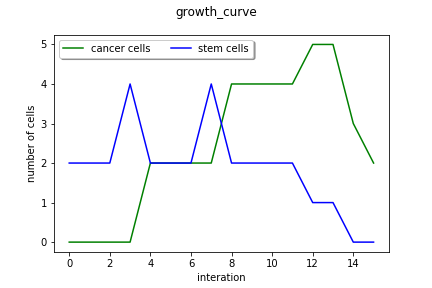 growth_curve
cancer cells
stem cells
number of cells
5
4
3
2
1
0
0 2 4 6 8 10 12 14
interation